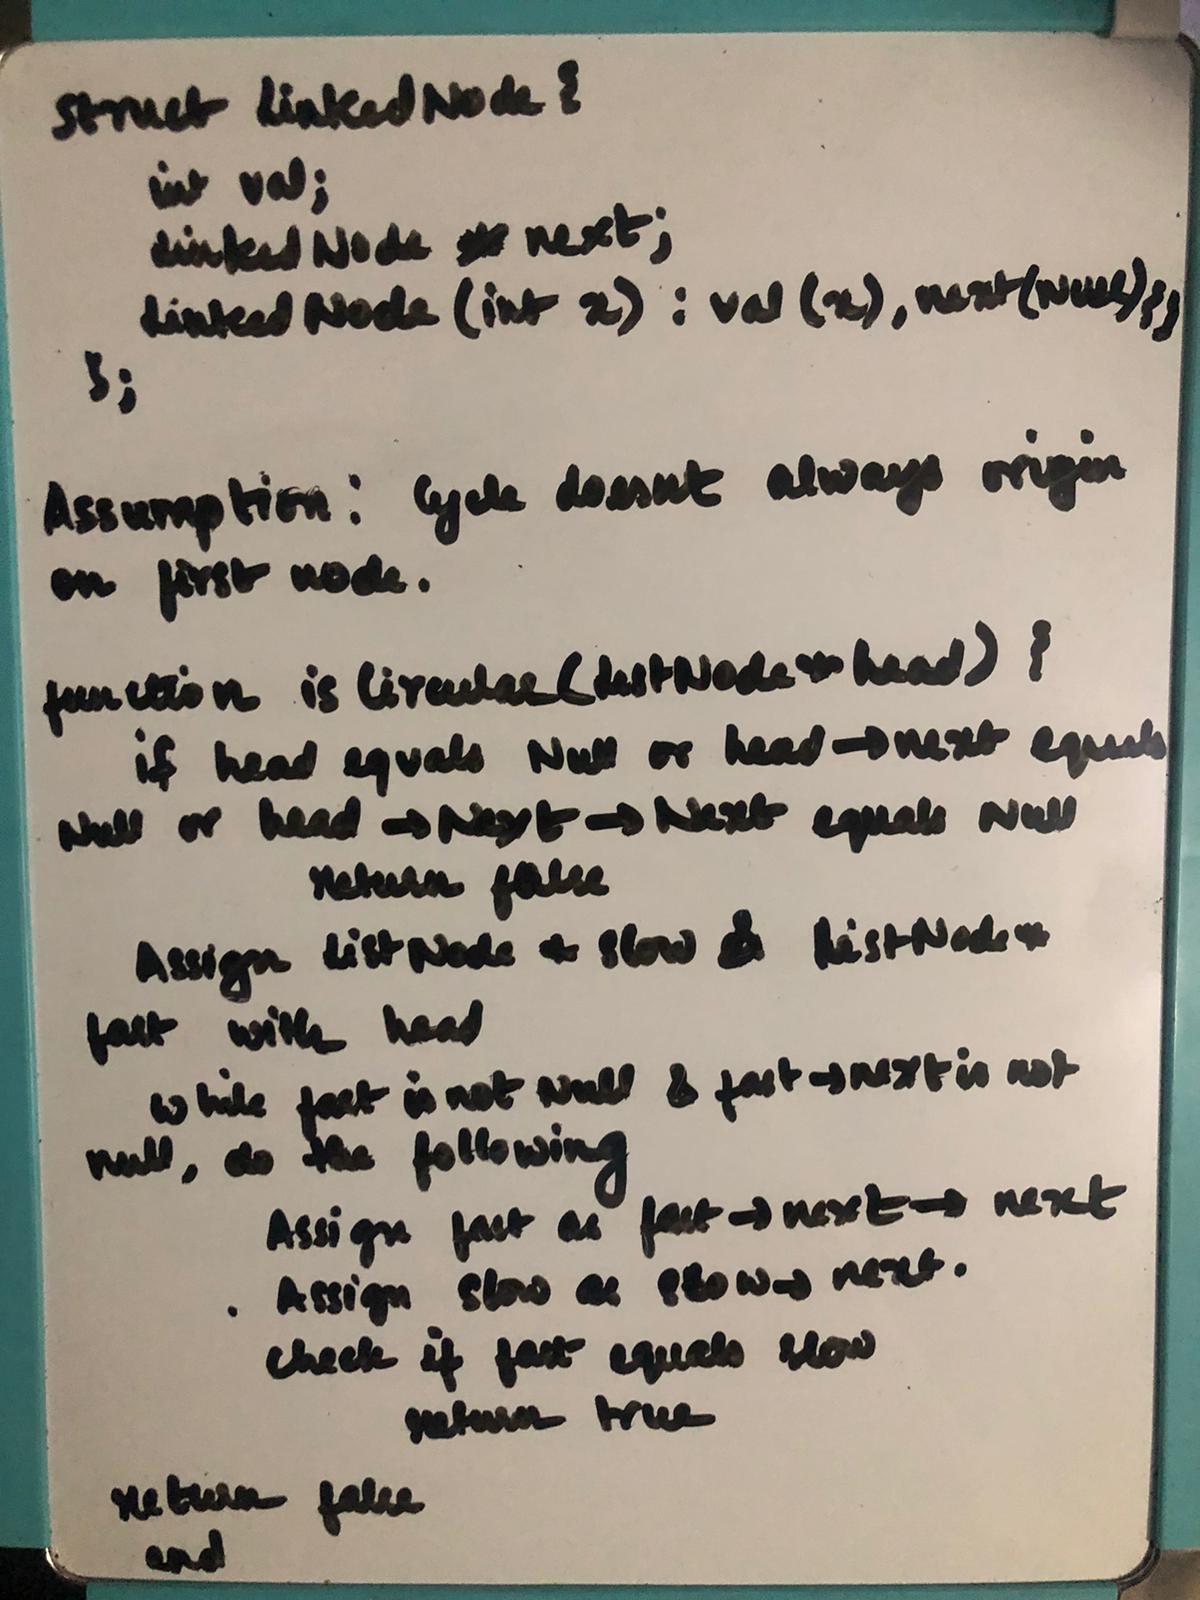 struct LinkedNode {
int val;
LinkedNode * next;
LinkedNode (int x) : val (x), next(Null) {};
};
Assumption: Cycle doesnt always origin
on first node.
function isCircular(ListNode * head) {
if head equals Null or head→next equals
Null or head →Next→Next equals Null
return false
Assign ListNode * slow & ListNode *
fast with head
while fast is not Null & fast→next is not
null, do the following
Assign fast as fast→next→ next
. Assign slow as slow→ next.
check if fast equals slow
return true
return false
end